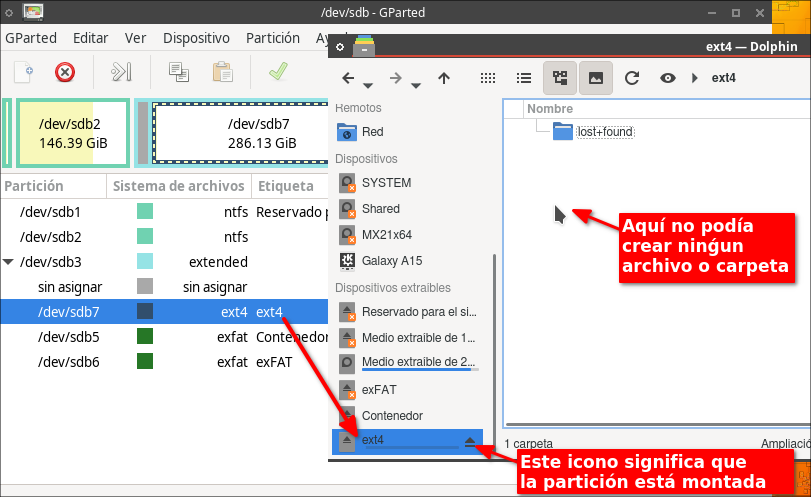 /dev/sdb - GParted
GParted Editar Ver Dispositivo Partición
ext4 — Dolphin
ext4
/dev/sdb2
146.39 GiB
/dev/sdb7
286.13 GiB
Partición Sistema de archivos Etiqueta
/dev/sdb1 ntfs Reservado
/dev/sdb2 ntfs
/dev/sdb3 extended
sin asignar sin asignar
/dev/sdb7 ext4 ext4
/dev/sdb5 exfat Contenedor
/dev/sdb6 exfat exFAT
Remotos
Red
Dispositivos
SYSTEM
Shared
MX21x64
Galaxy A15
Dispositivos extraíbles
Reservado para el si...
Medio extraíble de 1...
Medio extraíble de 2...
exFAT
Contenedor
ext4
Nombre
lost+found
Aquí no podía
crear ninǵun
archivo o carpeta
1 carpeta
Este icono significa que
la partición está montada